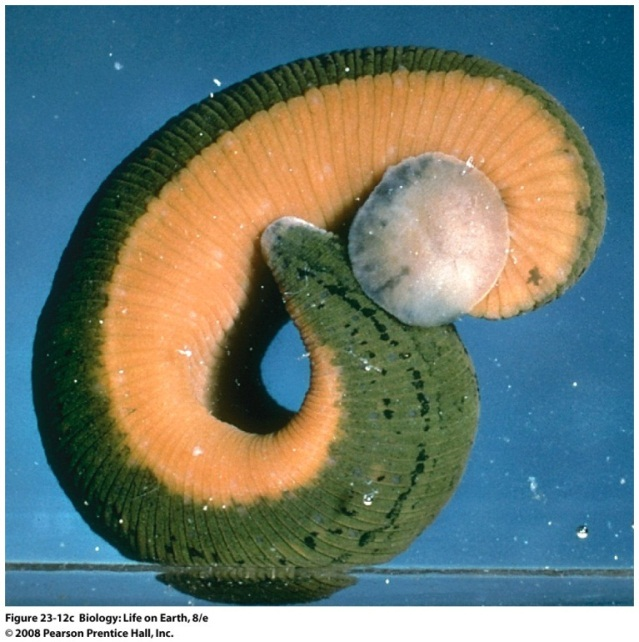 Figure 23-12c Biology: Life on Earth, 8/e
© 2008 Pearson Prentice Hall, Inc.